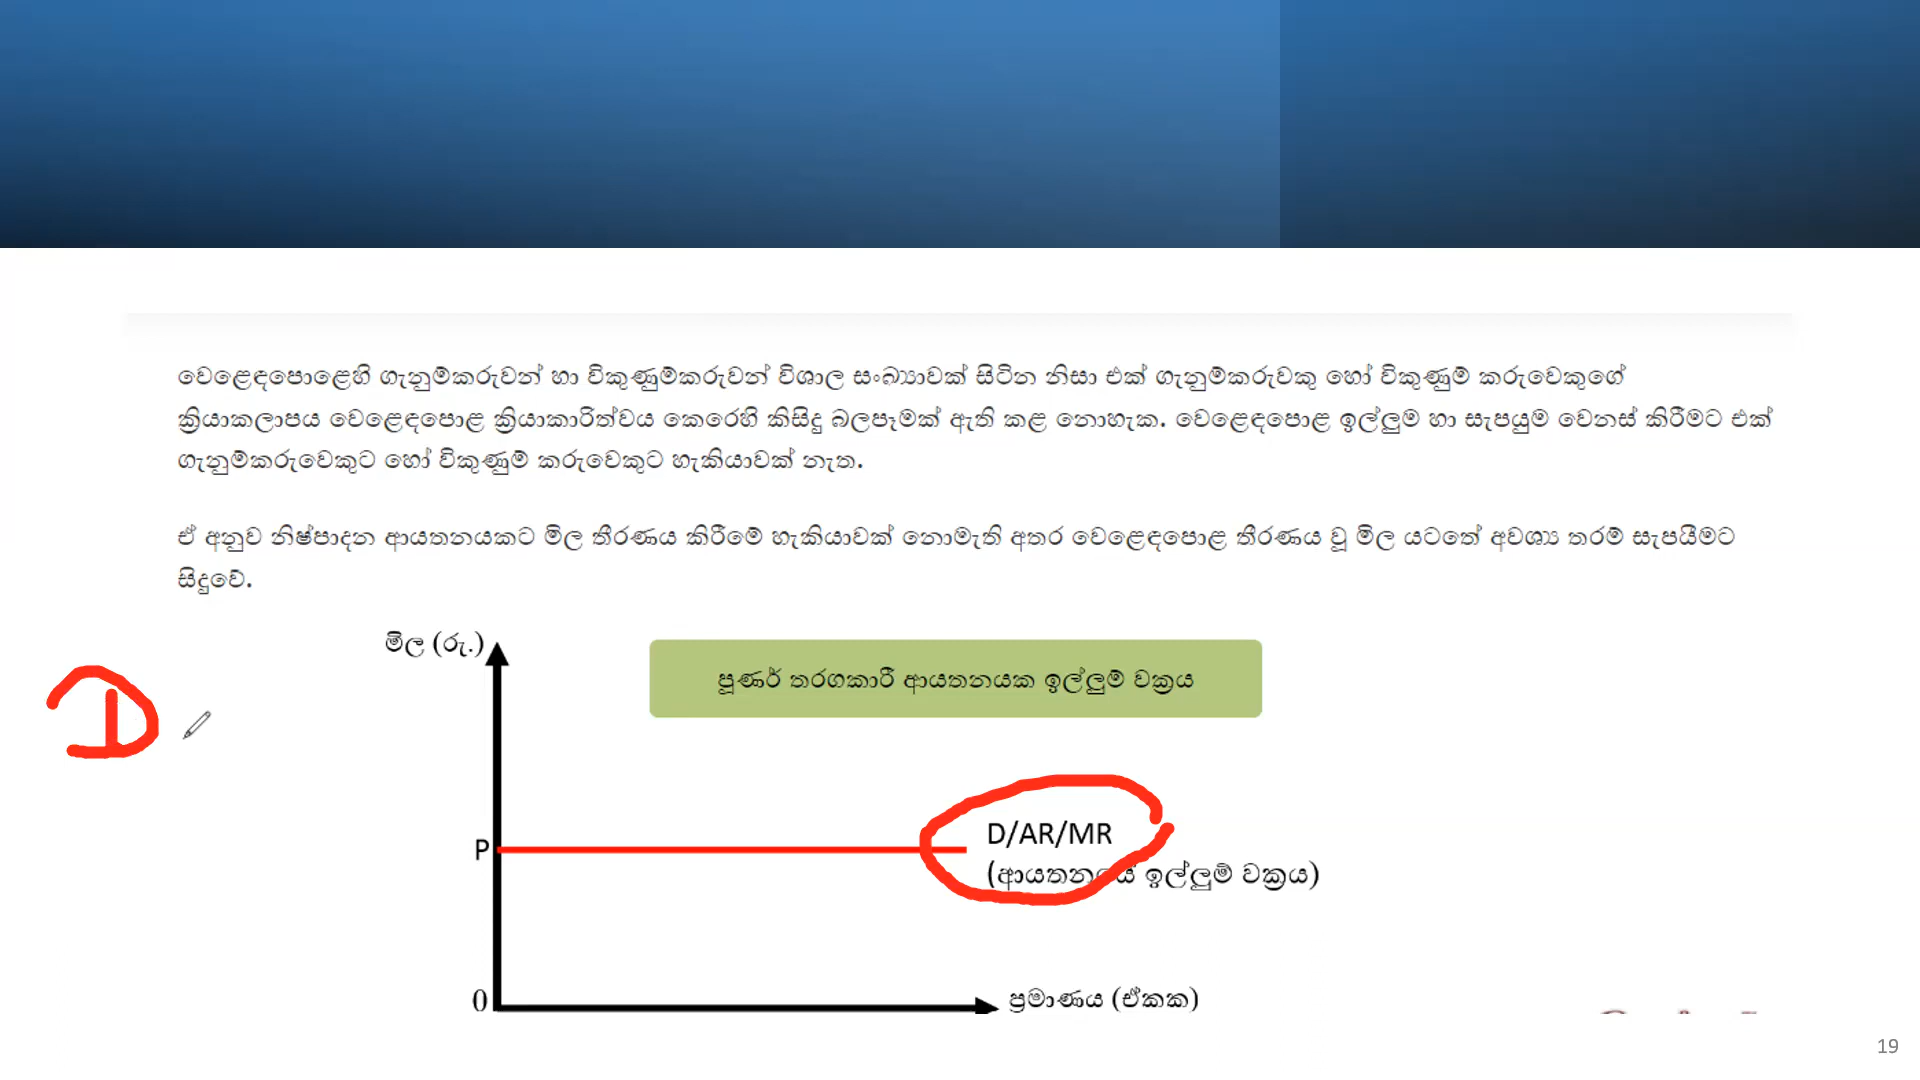 වෙළෙඳපොළෙහි ගැනුම්කරුවන් හා විකුණුම්කරුවන් විශාල සංඛ්‍යාවක් සිටින නිසා එක් ගැනුම්කරුවකු හෝ විකුණුම් කරුවෙකුගේ
ක්‍රියාකලාපය වෙළෙඳපොළ ක්‍රියාකාරිත්වය කෙරෙහි කිසිදු බලපෑමක් ඇති කළ නොහැක. වෙළෙඳපොළ ඉල්ලුම හා සැපයුම වෙනස් කිරීමට එක්
ගැනුම්කරුවෙකුට හෝ විකුණුම් කරුවෙකුට හැකියාවක් නැත.
ඒ අනුව නිෂ්පාදන ආයතනයකට මිල තීරණය කිරීමේ හැකියාවක් නොමැති අතර වෙළෙඳපොළ තීරණය වූ මිල යටතේ අවශ්‍ය තරම් සැපයීමට
සිදුවේ.
මිල (රු.)
පූර්ණ තරගකාරී ආයතනයක ඉල්ලුම් වක්‍රය
D
D/AR/MR
P
(ආයතනයේ ඉල්ලුම් වක්‍රය)
0
ප්‍රමාණය (ඒකක)
19